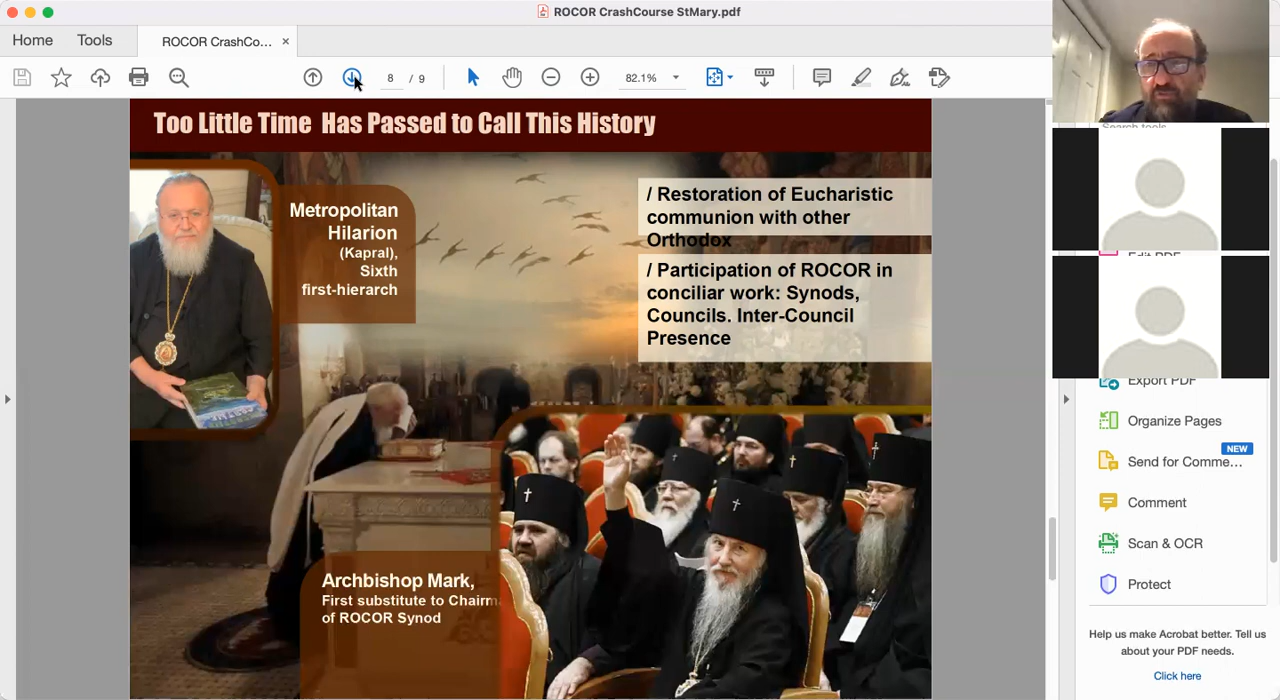 ROCOR CrashCourse StMary.pdf
Home
Tools
ROCOR CrashCo... ×
8 / 9
82.1%
Too Little Time Has Passed to Call This History
Metropolitan
Hilarion
(Kapral),
Sixth
first-hierarch
/ Restoration of Eucharistic
communion with other
Orthodox
/ Participation of ROCOR in
conciliar work: Synods,
Councils. Inter-Council
Presence
Archbishop Mark,
First substitute to Chairm
of ROCOR Synod
Search tools
Edit PDF
Export PDF
Organize Pages
NEW
Send for Comme...
Comment
Scan & OCR
Protect
Help us make Acrobat better. Tell us
about your PDF needs.
Click here